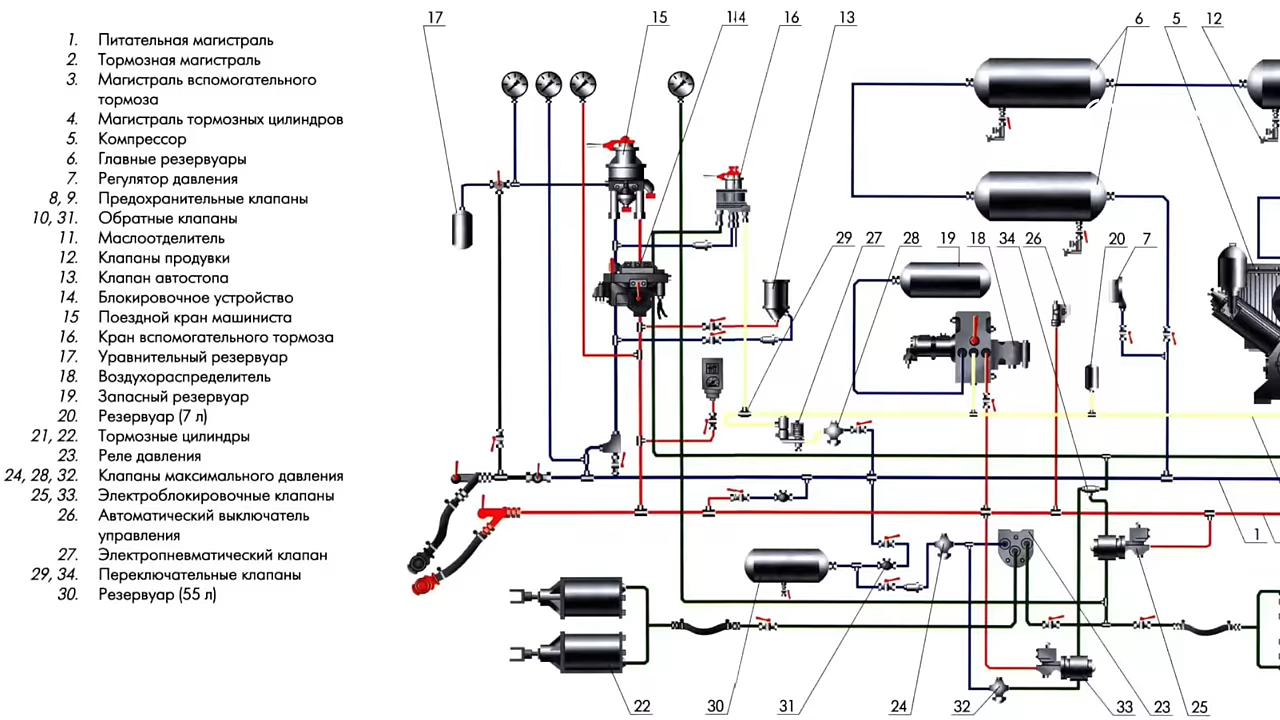 17 15 14 16 13 6 5 12
1. Питательная магистраль
2. Тормозная магистраль
3. Магистраль вспомогательного
тормоза
4. Магистраль тормозных цилиндров
5. Компрессор
6. Главные резервуары
7. Регулятор давления
8, 9. Предохранительные клапаны
10, 31. Обратные клапаны
11. Маслоотделитель
12. Клапаны продувки
13. Клапан автостопа
14. Блокировочное устройство
15 Поездной кран машиниста
16. Кран вспомогательного тормоза
17. Уравнительный резервуар
18. Воздухораспределитель
19. Запасный резервуар
20. Резервуар (7 л)
21, 22. Тормозные цилиндры
23. Реле давления
24, 28, 32. Клапаны максимального давления
25, 33. Электроблокировочные клапаны
26. Автоматический выключатель
управления
27. Электропневматический клапан
29, 34. Переключательные клапаны
30. Резервуар (55 л)
29 27 28 19 18 34 26 20 7
1
22 30 31 24 32 33 23 25